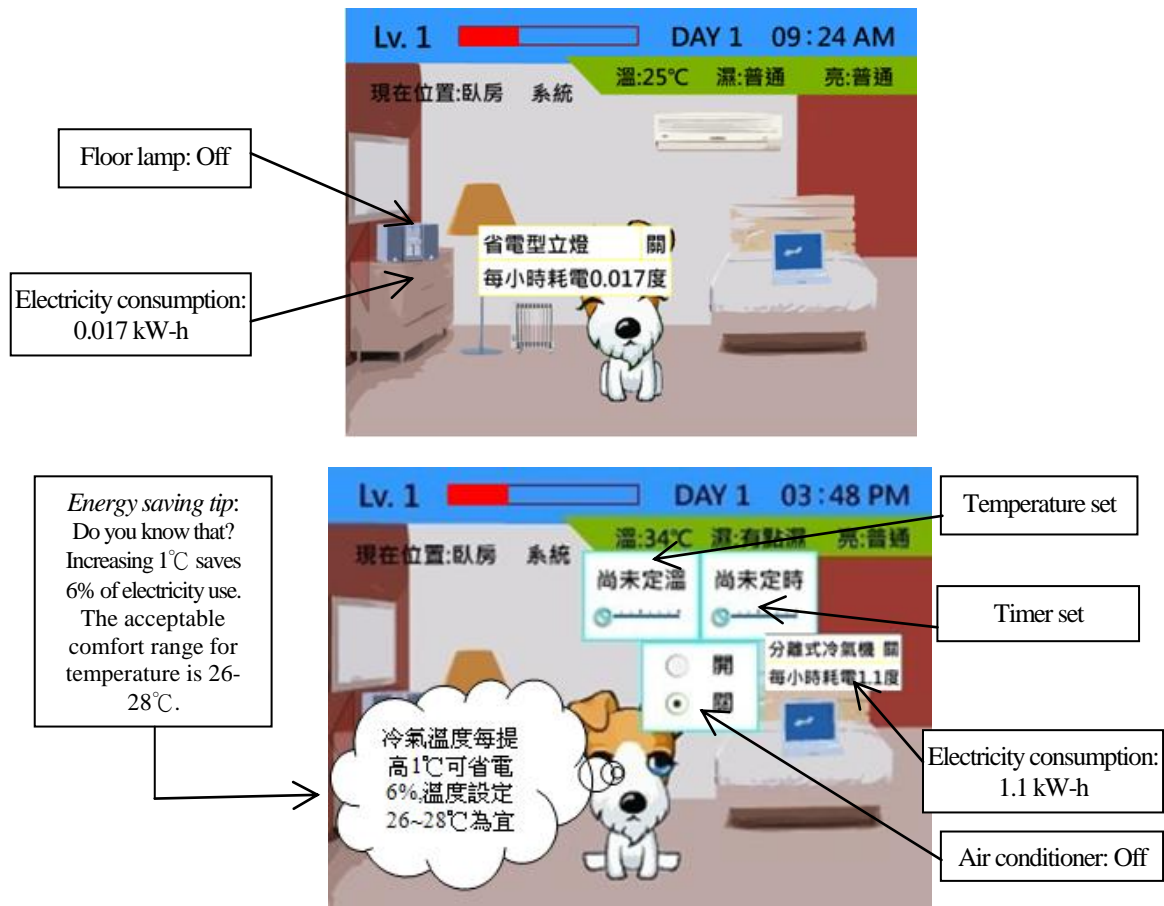 Lv. 1 DAY 1 09:24 AM
溫:25℃ 濕:普通 亮:普通
現在位置:臥房 系統
Floor lamp: Off
省電型立燈 關
每小時耗電0.017度
Electricity consumption:
0.017 kW-h
Lv. 1 DAY 1 03:48 PM
溫:34℃ 濕:有點濕 亮:普通
現在位置:臥房 系統
Energy saving tip:
Do you know that?
Increasing 1℃ saves
6% of electricity use.
The acceptable
comfort range for
temperature is 26-
28℃.
Temperature set
尚未定溫
尚未定時
Timer set
開
關
分離式冷氣機 關
每小時耗電1.1度
冷氣溫度每提
高1℃可省電
6%,溫度設定
26~28℃為宜
Electricity consumption:
1.1 kW-h
Air conditioner: Off